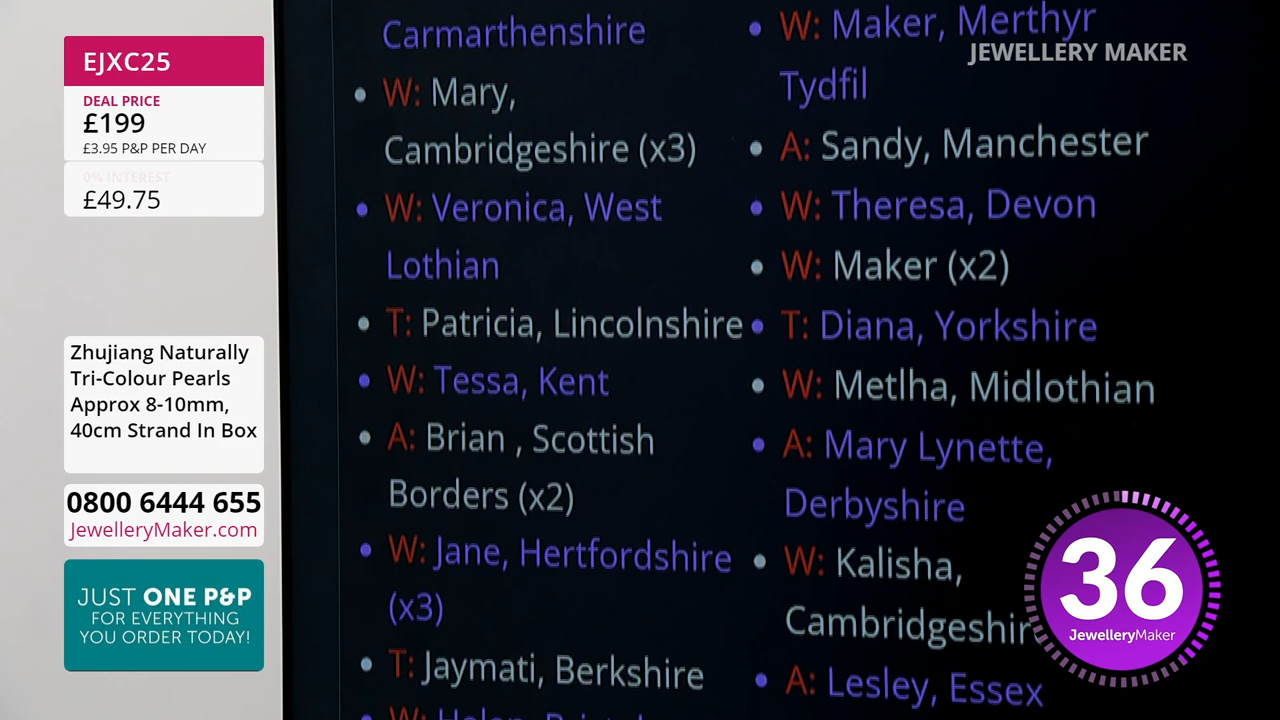 EJXC25
DEAL PRICE
£199
£3.95 P&P PER DAY
0% INTEREST
£49.75
Zhujiang Naturally
Tri-Colour Pearls
Approx 8-10mm,
40cm Strand In Box
0800 6444 655
JewelleryMaker.com
JUST ONE P&P
FOR EVERYTHING
YOU ORDER TODAY!
Carmarthenshire
W: Mary,
Cambridgeshire (x3)
W: Veronica, West
Lothian
T: Patricia, Lincolnshire
W: Tessa, Kent
A: Brian , Scottish
Borders (x2)
W: Jane, Hertfordshire
(x3)
T: Jaymati, Berkshire
W: Helen,
W: Maker, Merthyr
Tydfil
A: Sandy, Manchester
W: Theresa, Devon
W: Maker (x2)
T: Diana, Yorkshire
W: Metlha, Midlothian
A: Mary Lynette,
Derbyshire
W: Kalisha,
Cambridgeshir
A: Lesley, Essex
JEWELLERY MAKER
36
JewelleryMaker